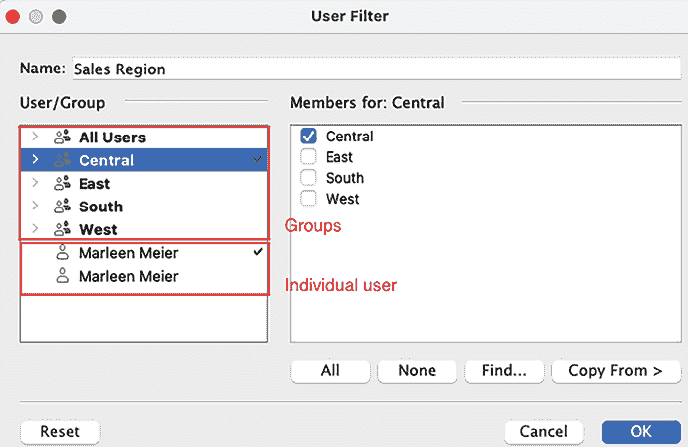 User Filter
Name: Sales Region
User/Group
Members for: Central
All Users
Central
East
South
West
Marleen Meier
Marleen Meier
Central
East
South
West
Groups
Individual user
All
None
Find...
Copy From >
Reset
Cancel
OK